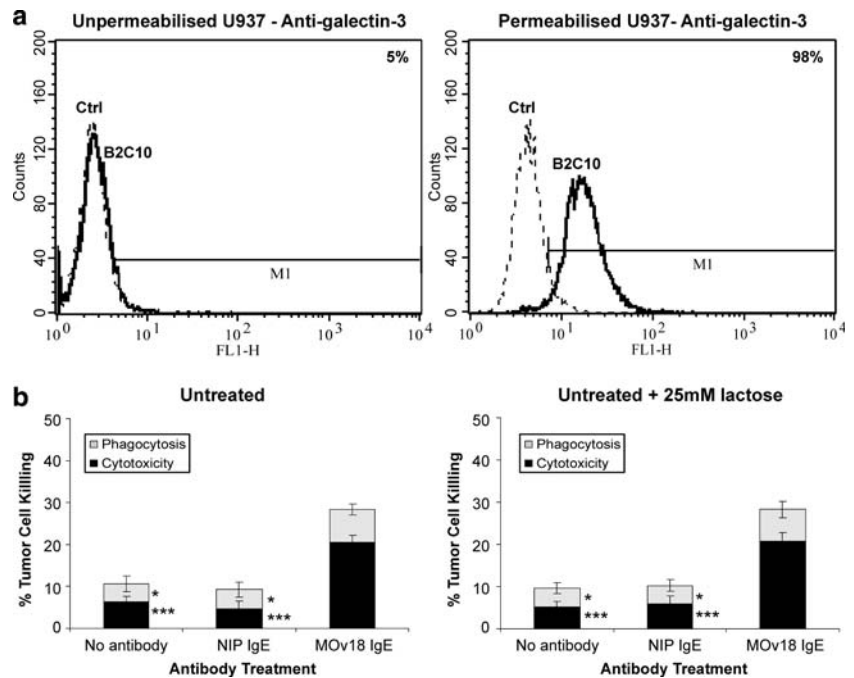 a
Unpermeabilised U937 - Anti-galectin-3
Permeabilised U937- Anti-galectin-3
200
160
120
80
40
0
Counts
5%
Ctrl
B2C10
M1
10^0
10^1
10^2
10^3
10^4
FL1-H
200
160
120
80
40
0
Counts
98%
Ctrl
B2C10
M1
10^0
10^1
10^2
10^3
10^4
FL1-H
b
Untreated
50
40
30
20
10
0
% Tumor Cell Killling
Phagocytosis
Cytotoxicity
*
***
*
***
No antibody
NIP IgE
MOv18 IgE
Antibody Treatment
Untreated + 25mM lactose
50
40
30
20
10
0
% Tumor Cell Killling
Phagocytosis
Cytotoxicity
*
***
*
***
No antibody
NIP IgE
MOv18 IgE
Antibody Treatment